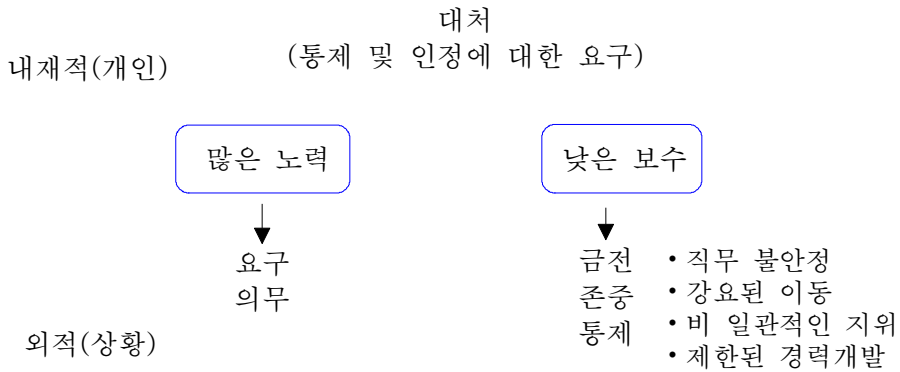 대처
(통제 및 인정에 대한 요구)
내재적(개인)
많은 노력
낮은 보수
요구
의무
금전
존중
통제
• 직무 불안정
• 강요된 이동
• 비 일관적인 지위
• 제한된 경력개발
외적(상황)